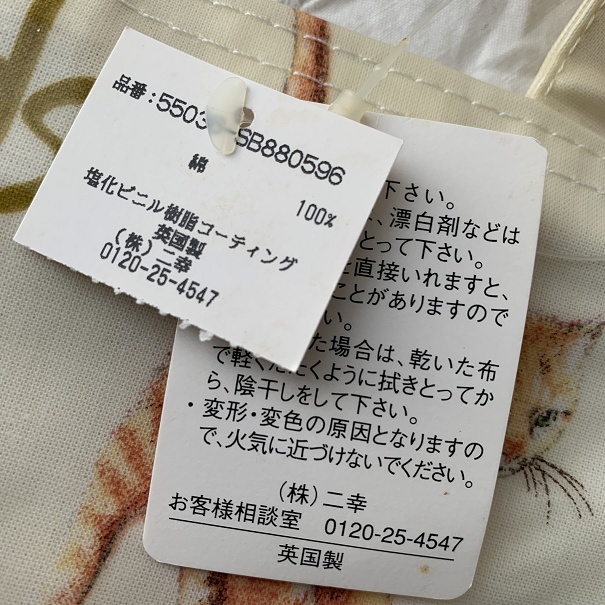 品番:5503 SB880596
綿 100%
塩化ビニル樹脂コーティング
英国製
(株)二幸
0120-25-4547
下さい。
、漂白剤などは
とって下さい。
直接いれますと、
ことがありますので
い。
た場合は、乾いた布
で軽くたたくように拭きとってか
ら、陰干しをして下さい。
・変形・変色の原因となりますの
で、火気に近づけないでください。
(株)二幸
お客様相談室 0120-25-4547
英国製